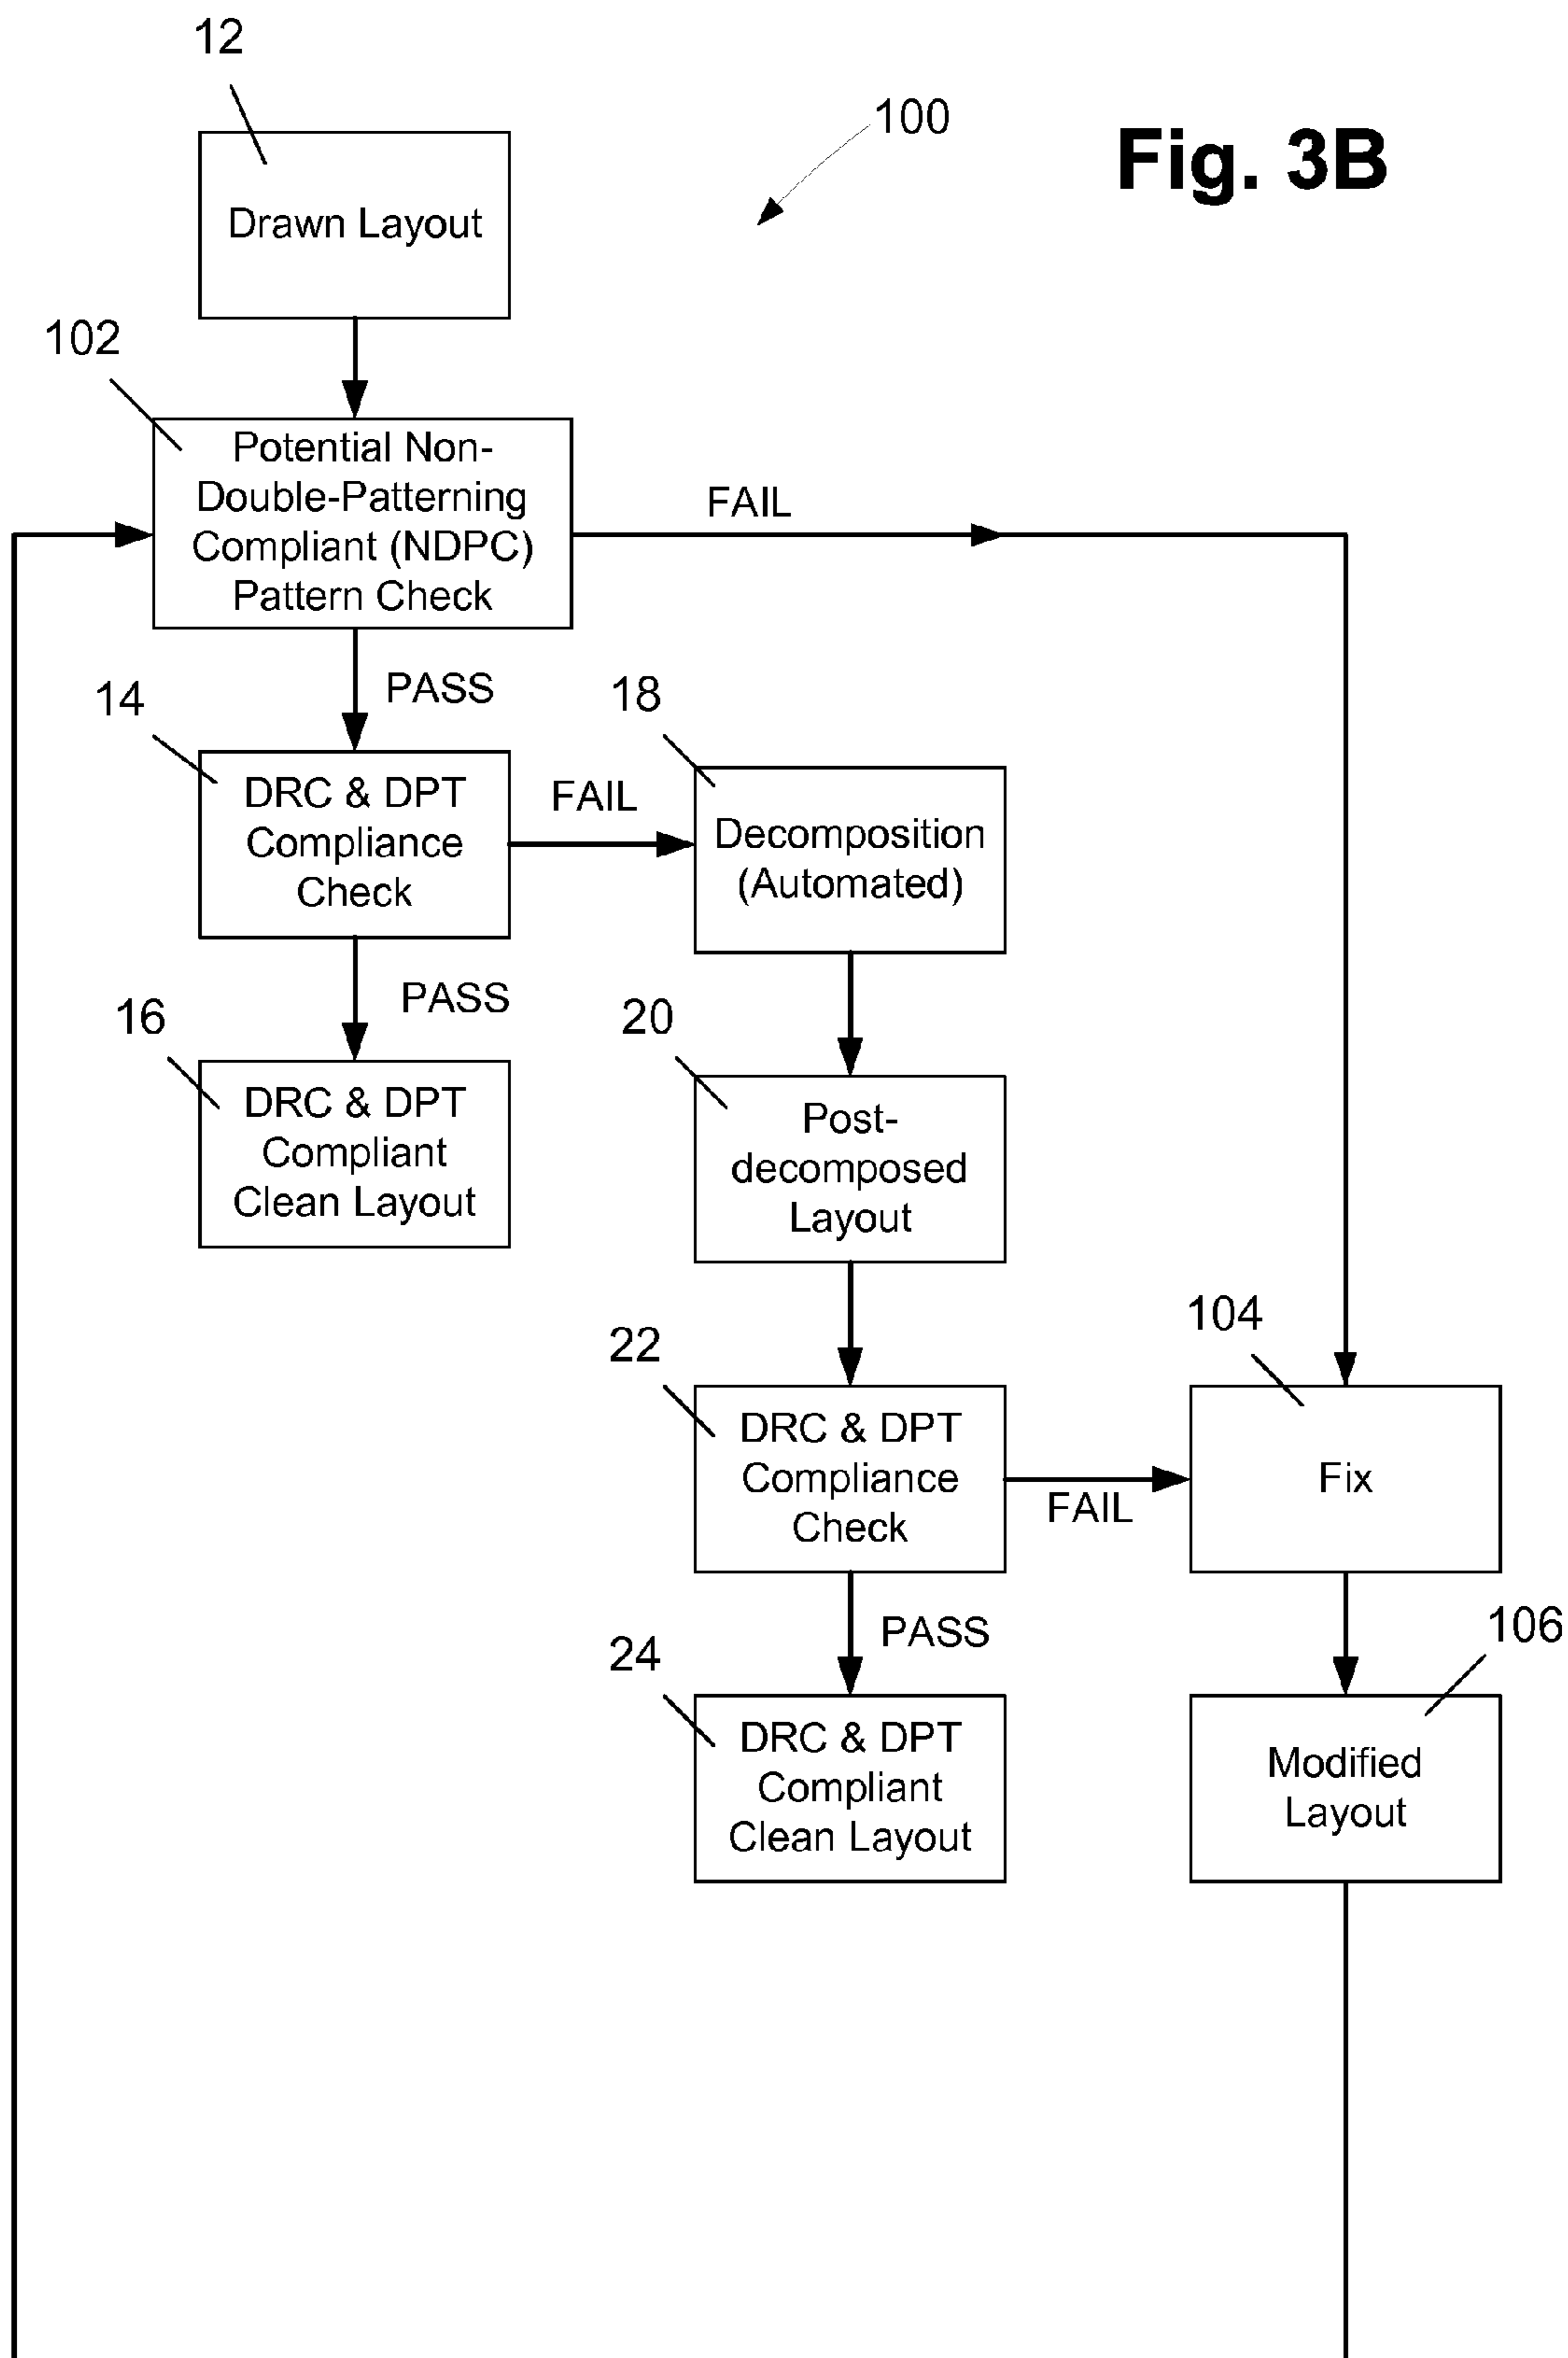 12
100
Fig. 3B
Drawn Layout
102
Potential Non-
Double-Patterning
Compliant (NDPC)
Pattern Check
FAIL
PASS
14
DRC & DPT
Compliance
Check
FAIL
18
Decomposition
(Automated)
PASS
16
DRC & DPT
Compliant
Clean Layout
20
Post-
decomposed
Layout
22
DRC & DPT
Compliance
Check
FAIL
104
Fix
PASS
24
DRC & DPT
Compliant
Clean Layout
106
Modified
Layout